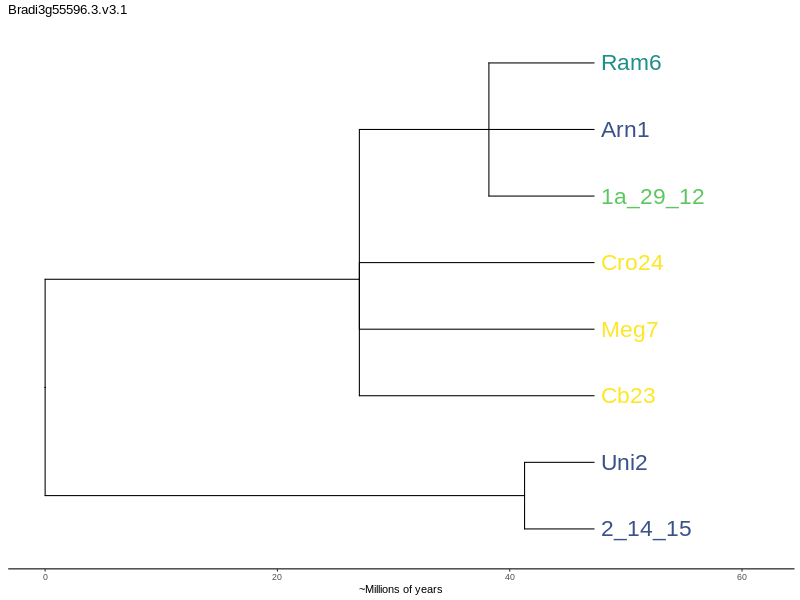 Bradi3g55596.3.v3.1
Ram6
Arn1
1a_29_12
Cro24
Meg7
Cb23
Uni2
2_14_15
0 20 40 60
~Millions of years